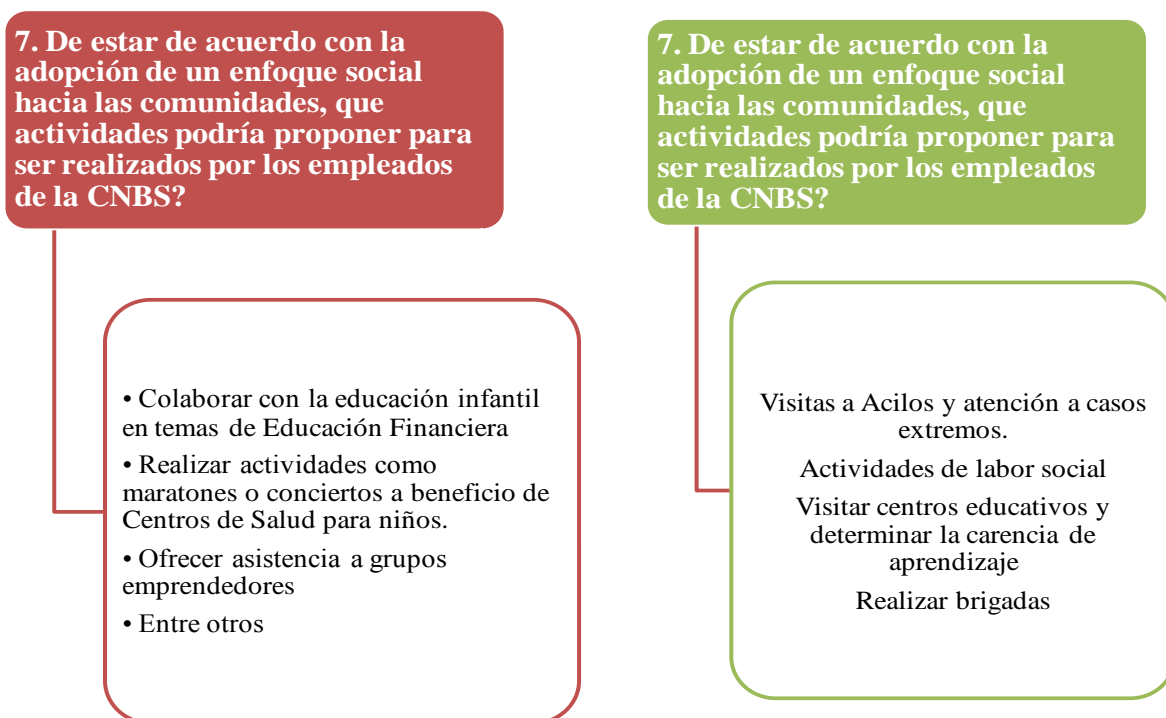 7. De estar de acuerdo con la
adopción de un enfoque social
hacia las comunidades, que
actividades podría proponer para
ser realizados por los empleados
de la CNBS?
• Colaborar con la educación infantil
en temas de Educación Financiera
• Realizar actividades como
maratones o conciertos a beneficio de
Centros de Salud para niños.
• Ofrecer asistencia a grupos
emprendedores
• Entre otros
7. De estar de acuerdo con la
adopción de un enfoque social
hacia las comunidades, que
actividades podría proponer para
ser realizados por los empleados
de la CNBS?
Visitas a Acilos y atención a casos
extremos.
Actividades de labor social
Visitar centros educativos y
determinar la carencia de
aprendizaje
Realizar brigadas